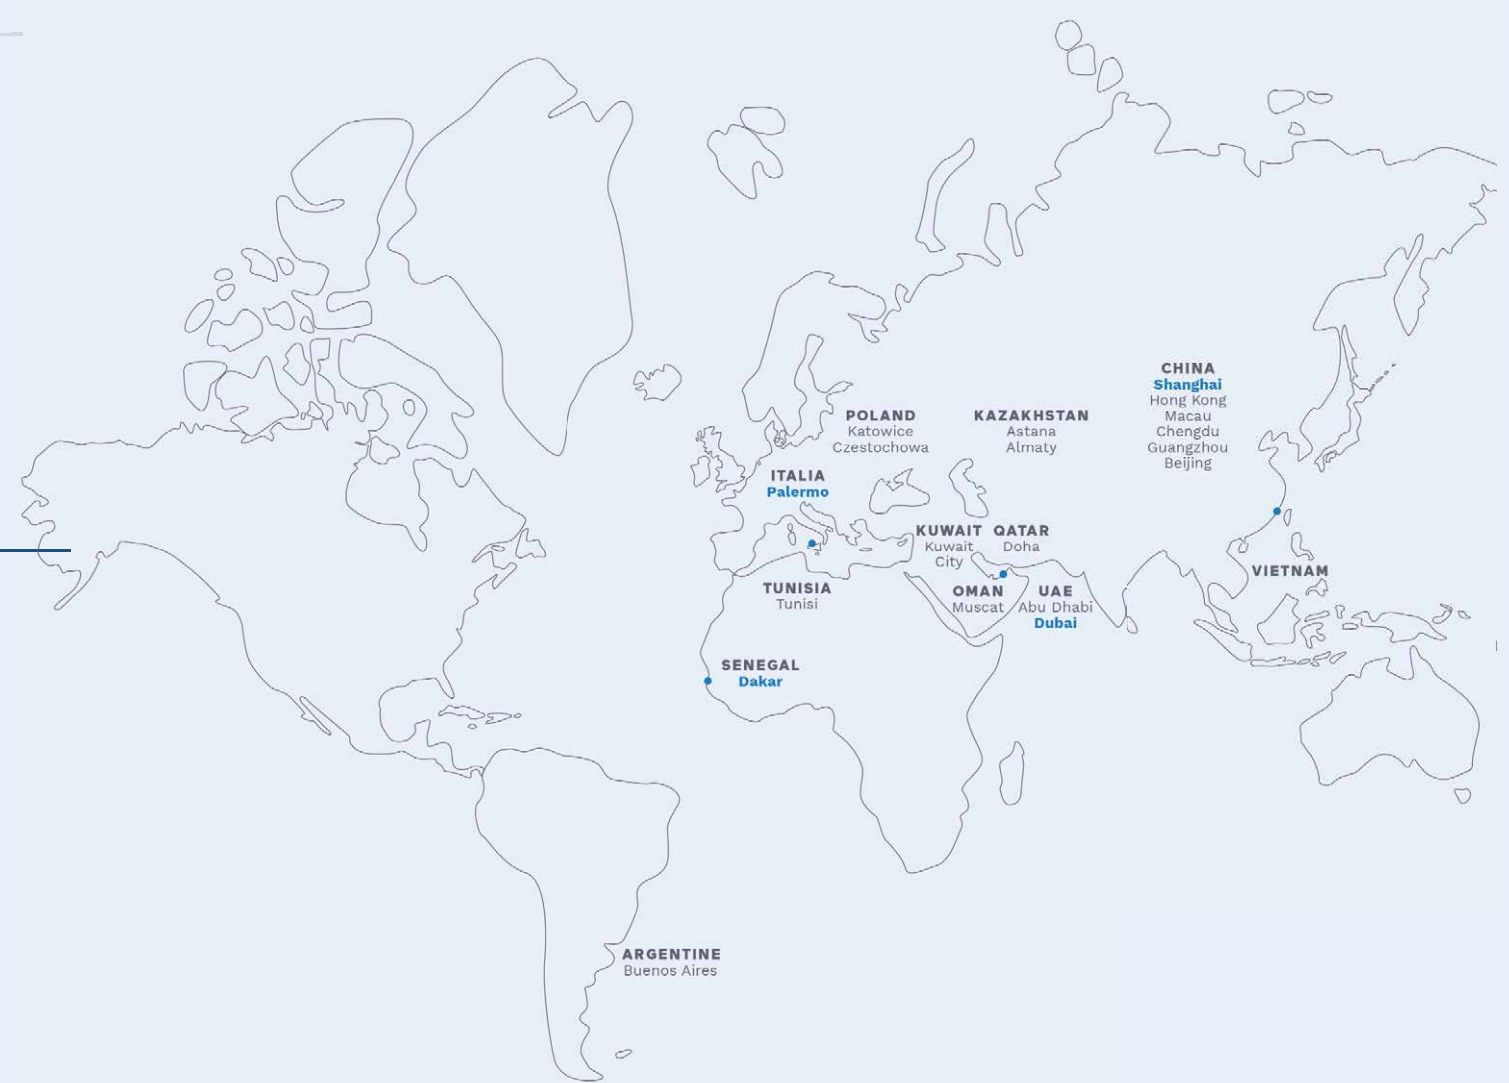 CHINA
Shanghai
Hong Kong
Macau
Chengdu
Guangzhou
Beijing
POLAND
Katowice
Czestochowa
KAZAKHSTAN
Astana
Almaty
ITALIA
Palermo
KUWAIT
Kuwait
City
QATAR
Doha
VIETNAM
TUNISIA
Tunisi
OMAN
Muscat
UAE
Abu Dhabi
Dubai
SENEGAL
Dakar
ARGENTINE
Buenos Aires